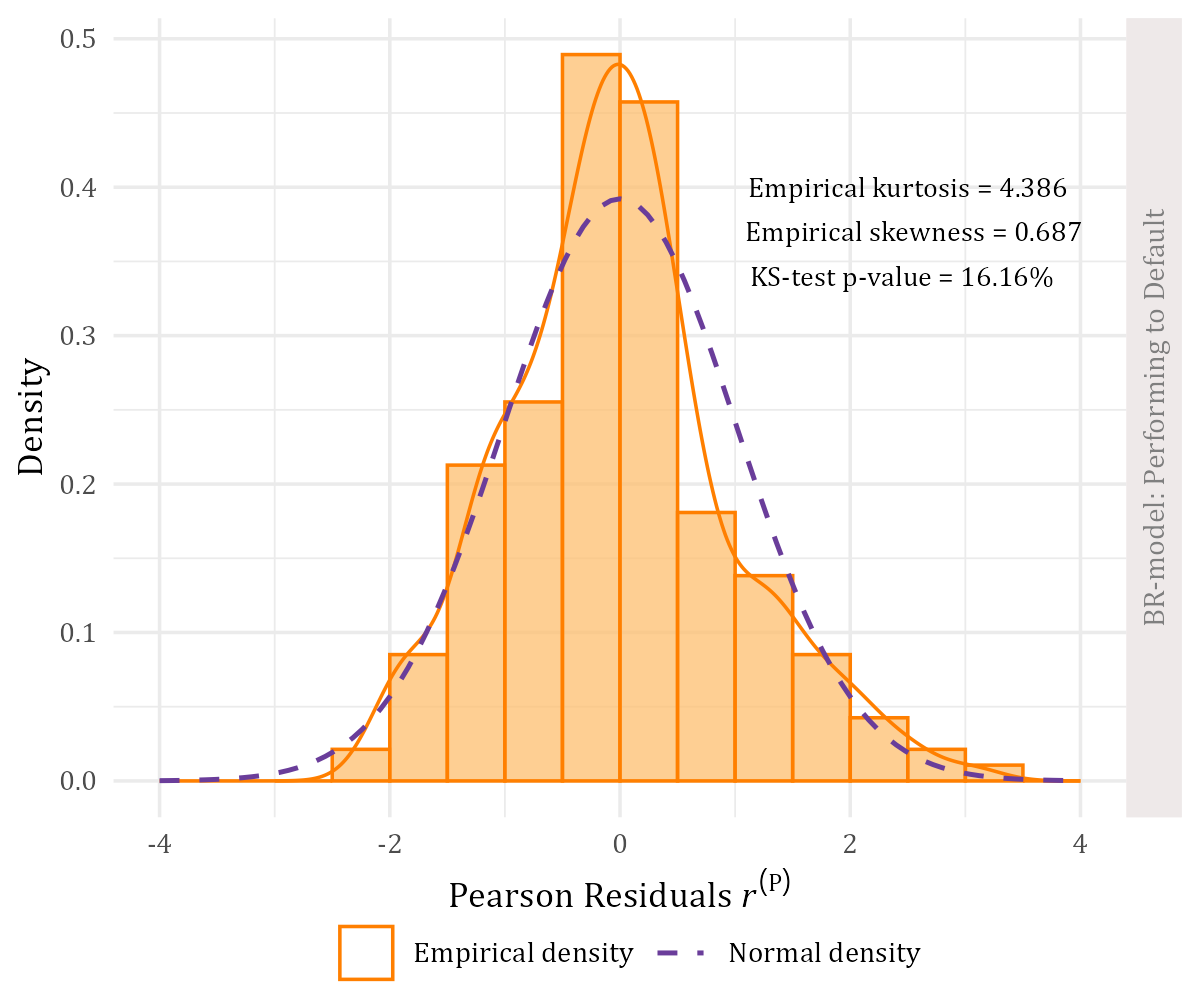 0.5
0.4
0.3
0.2
0.1
0.0
Density
Empirical kurtosis = 4.386
Empirical skewness = 0.687
KS-test p-value = 16.16%
BR-model: Performing to Default
-4 -2 0 2 4
Pearson Residuals r(P)
Empirical density Normal density